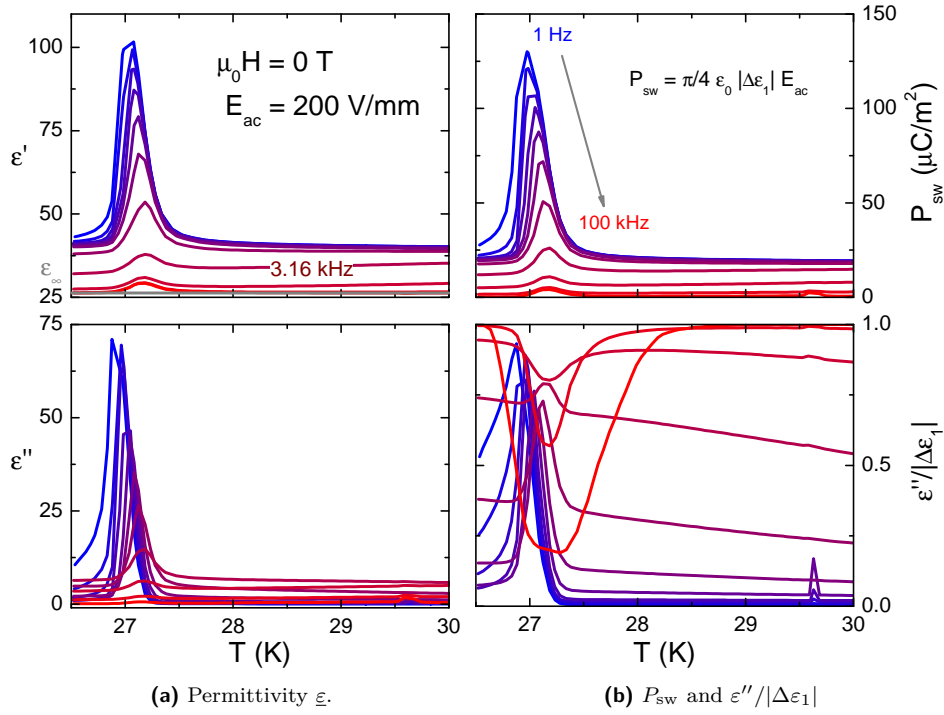 100
75
50
25
ε'
ε∞
μ0H = 0 T
Eac = 200 V/mm
3.16 kHz
150
100
50
0
Psw (μC/m²)
1 Hz
Psw = π/4 ε0 |Δε1| Eac
100 kHz
75
50
25
0
ε''
27
28
29
30
T (K)
1.0
0.5
0.0
ε''/|Δε1|
27
28
29
30
T (K)
(a) Permittivity ε.
(b) Psw and ε''/|Δε1|